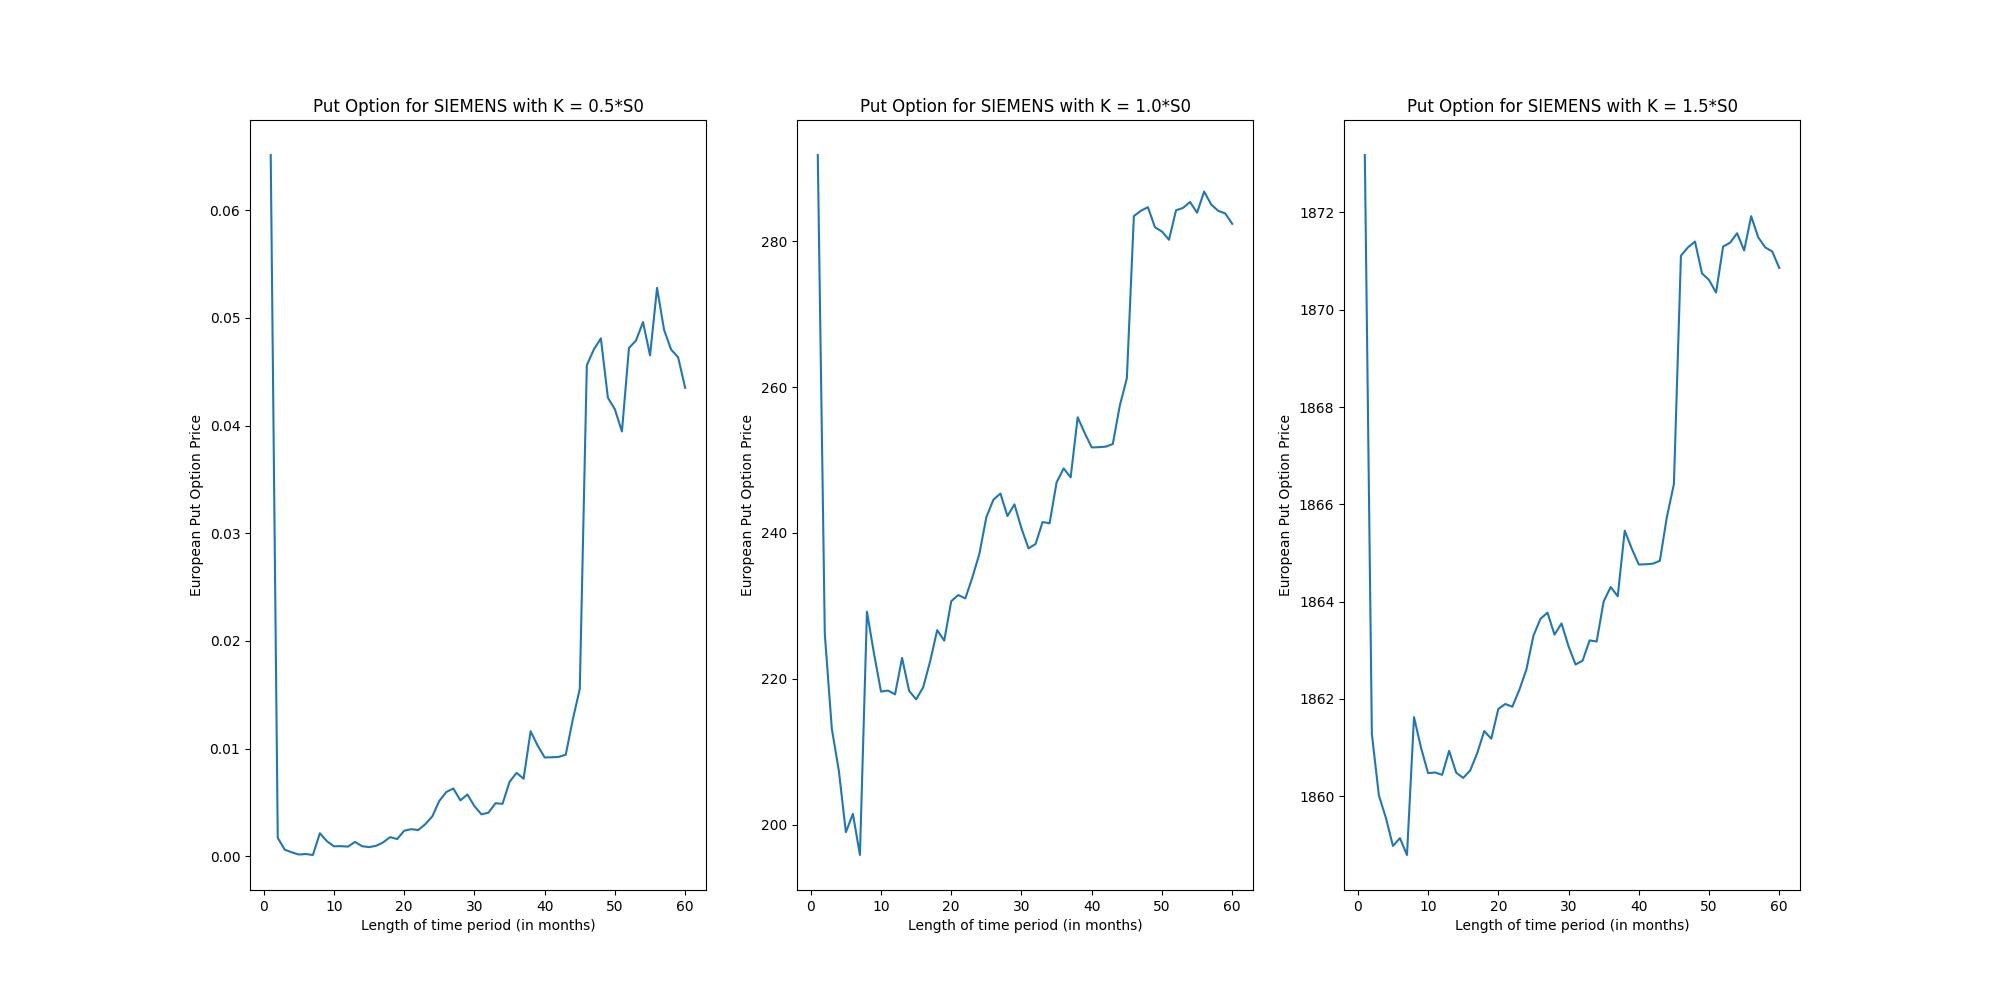 Put Option for SIEMENS with K = 0.5*S0
European Put Option Price
0.06
0.05
0.04
0.03
0.02
0.01
0.00
0 10 20 30 40 50 60
Length of time period (in months)
Put Option for SIEMENS with K = 1.0*S0
European Put Option Price
280
260
240
220
200
0 10 20 30 40 50 60
Length of time period (in months)
Put Option for SIEMENS with K = 1.5*S0
European Put Option Price
1872
1870
1868
1866
1864
1862
1860
0 10 20 30 40 50 60
Length of time period (in months)